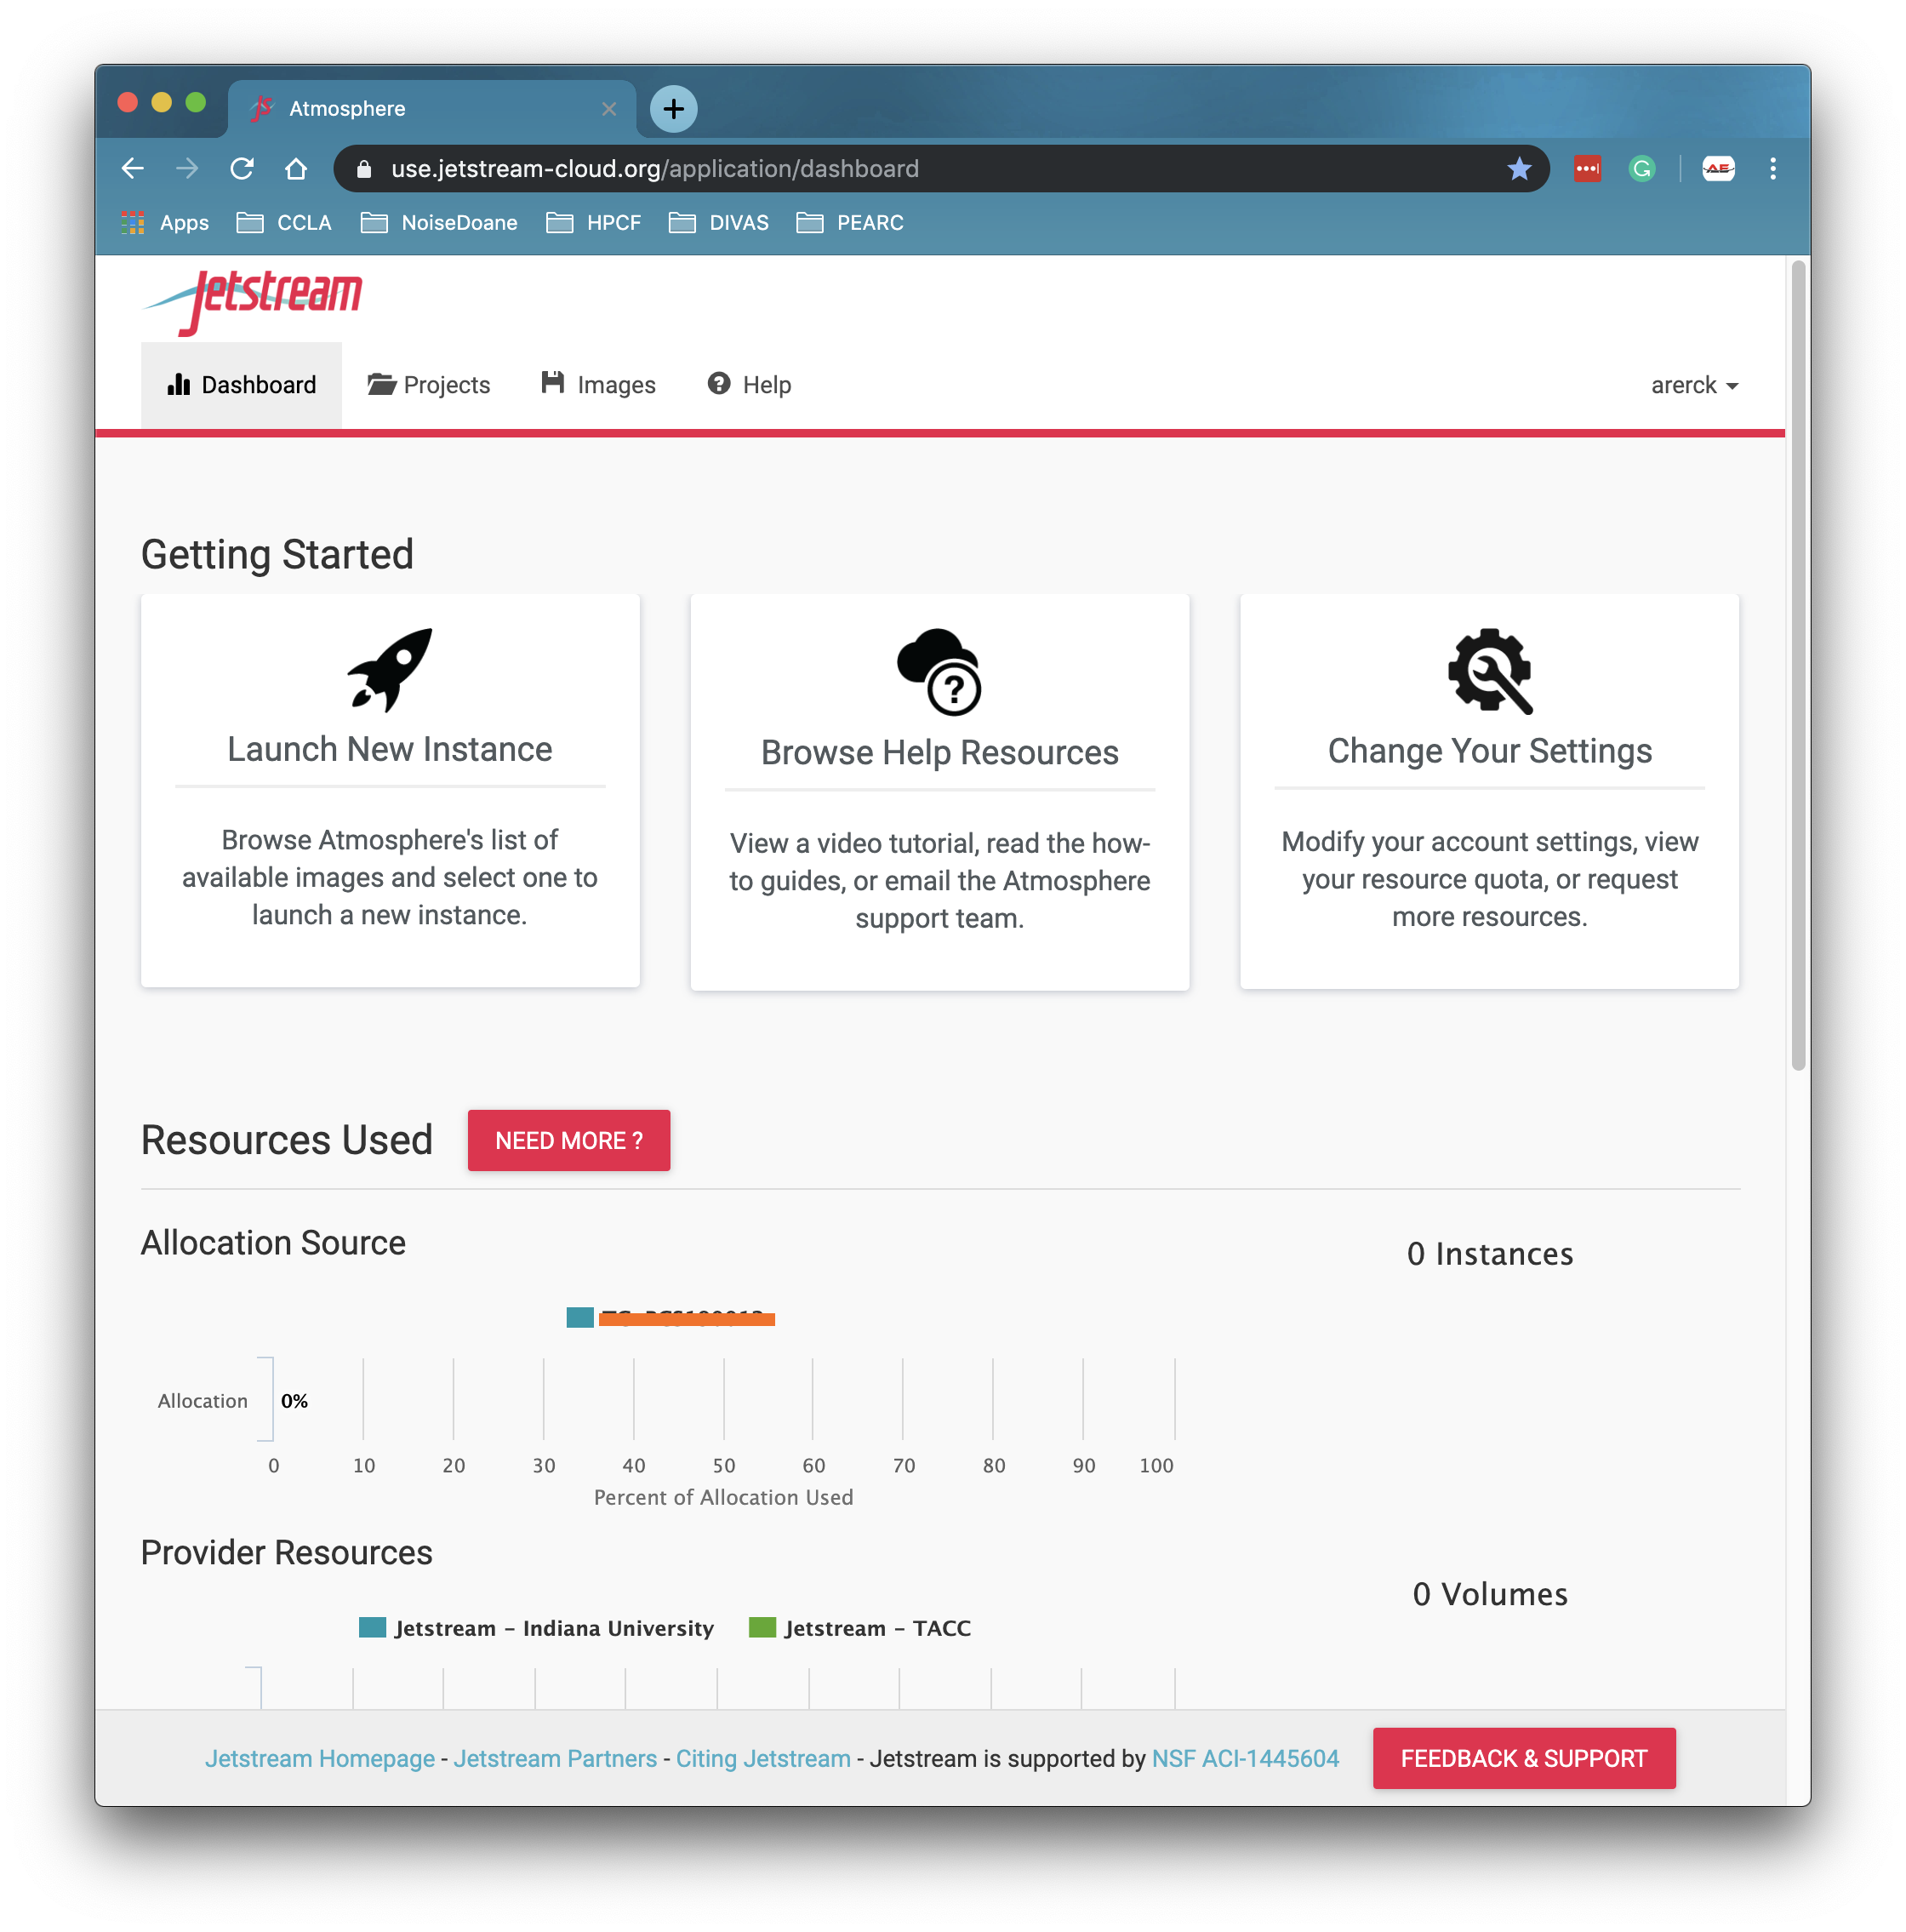 Atmosphere
use.jetstream-cloud.org/application/dashboard
Apps CCLA NoiseDoane HPCF DIVAS PEARC
Jetstream
Dashboard Projects Images Help arerck
Getting Started
Launch New Instance
Browse Atmosphere's list of
available images and select one to
launch a new instance.
Browse Help Resources
View a video tutorial, read the how-
to guides, or email the Atmosphere
support team.
Change Your Settings
Modify your account settings, view
your resource quota, or request
more resources.
Resources Used NEED MORE ?
Allocation Source
0 Instances
Allocation 0%
0 10 20 30 40 50 60 70 80 90 100
Percent of Allocation Used
Provider Resources
0 Volumes
Jetstream - Indiana University Jetstream - TACC
Jetstream Homepage - Jetstream Partners - Citing Jetstream - Jetstream is supported by NSF ACI-1445604 FEEDBACK & SUPPORT